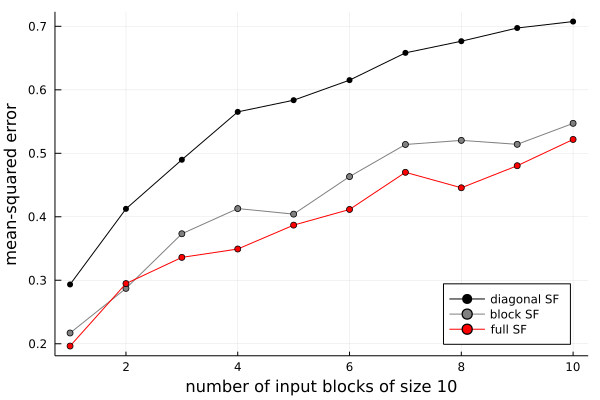 mean-squared error
0.7
0.6
0.5
0.4
0.3
0.2
2
4
6
8
10
number of input blocks of size 10
diagonal SF
block SF
full SF